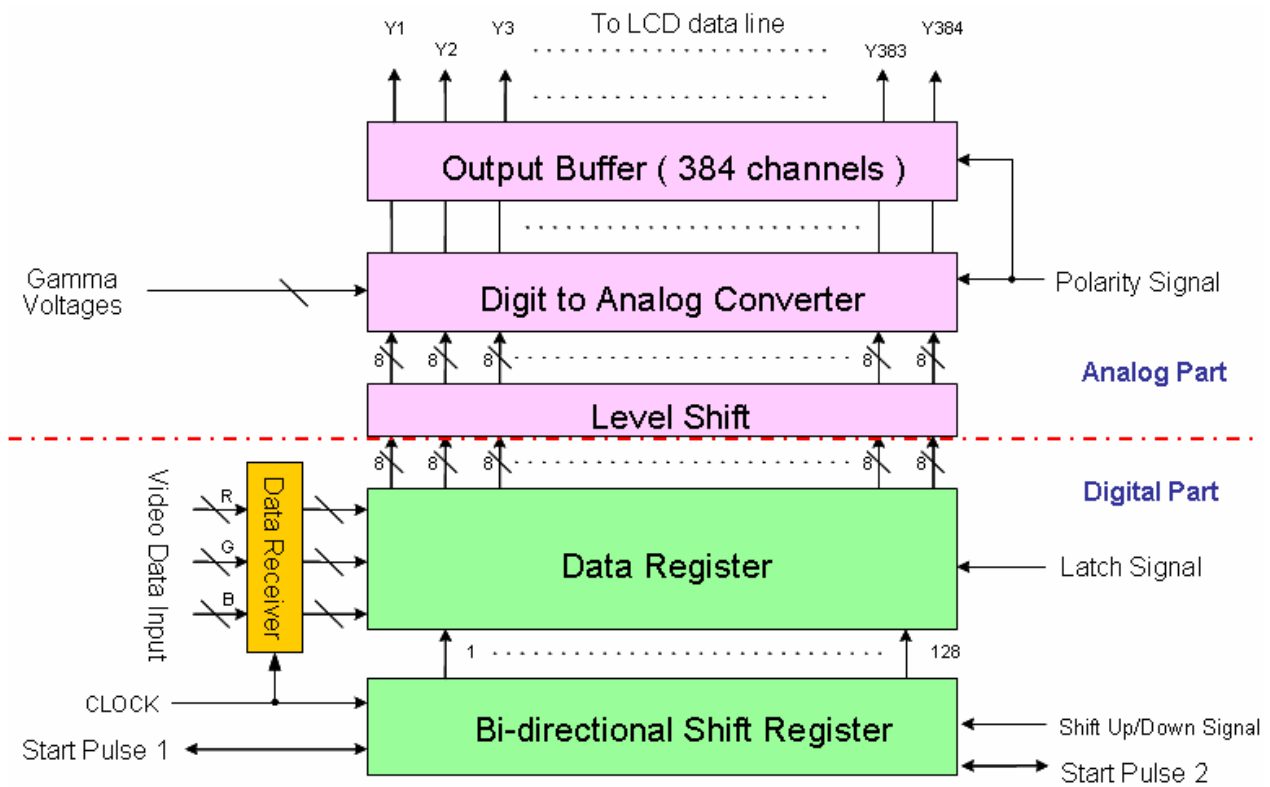 To LCD data line
Y1
Y2
Y3
Y383
Y384
Output Buffer ( 384 channels )
Gamma
Voltages
Digit to Analog Converter
Polarity Signal
8
8
8
8
8
Analog Part
Level Shift
8
8
8
8
8
Digital Part
Video Data Input
R
G
B
Data Receiver
Data Register
Latch Signal
1
128
CLOCK
Bi-directional Shift Register
Shift Up/Down Signal
Start Pulse 1
Start Pulse 2